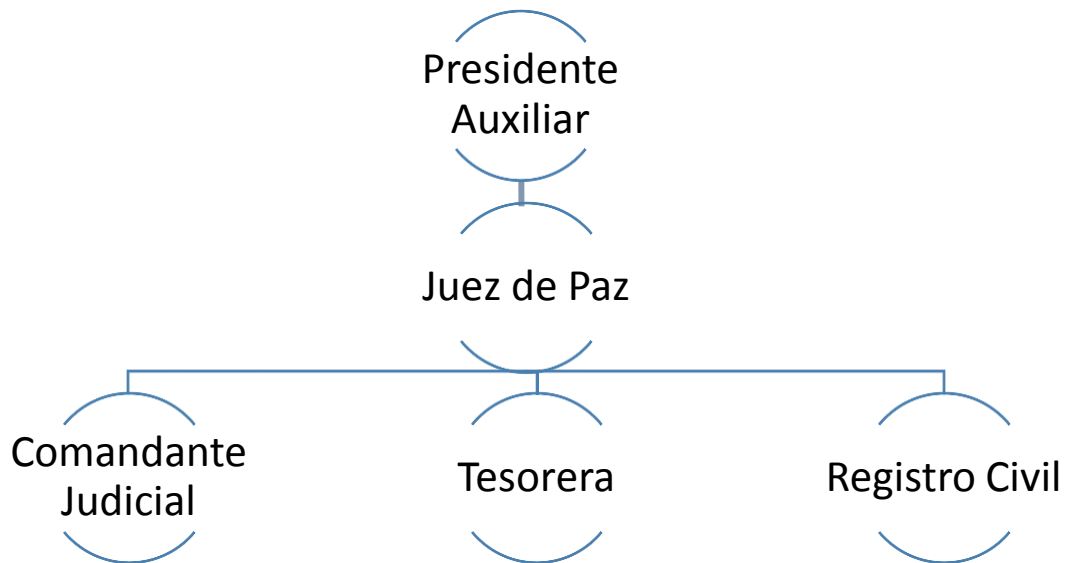 Presidente
Auxiliar
Juez de Paz
Comandante
Judicial
Tesorera
Registro Civil